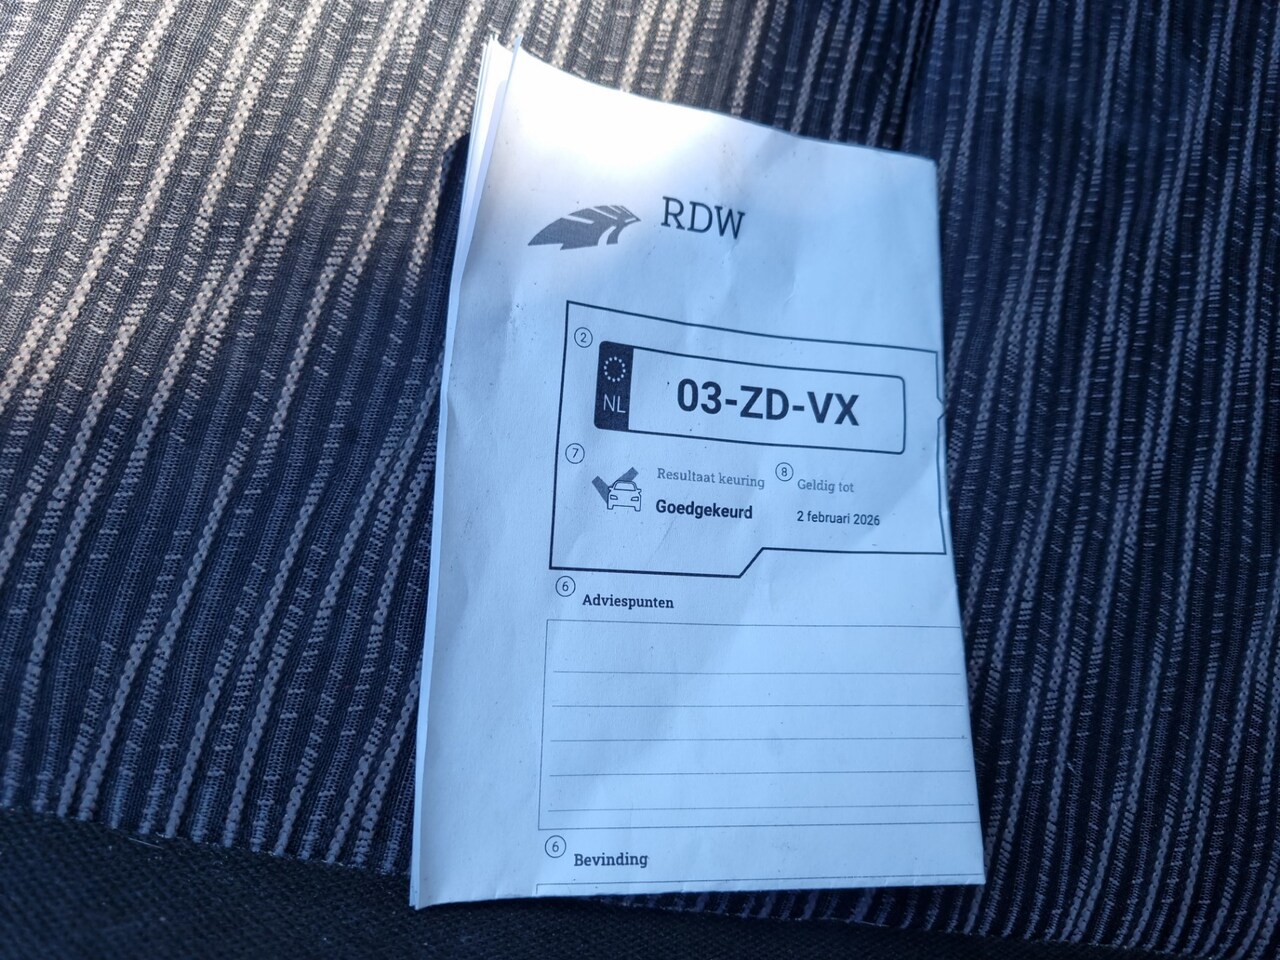 RDW
2
NL 03-ZD-VX
7 Resultaat keuring 8 Geldig tot
Goedgekeurd 2 februari 2026
6 Adviespunten
6 Bevinding